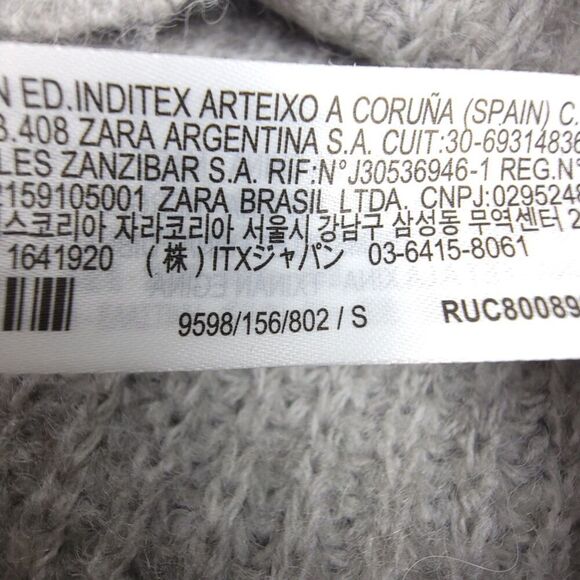 N ED.INDITEX ARTEIXO A CORUÑA (SPAIN) C.
3.408 ZARA ARGENTINA S.A. CUIT:30-69314836
LES ZANZIBAR S.A. RIF:N°J30536946-1 REG.N
2159105001 ZARA BRASIL LTDA. CNPJ:029524
스코리아 자라코리아 서울시 강남구 삼성동 무역센터 2
1641920 (株)ITXジャパン 03-6415-8061
9598/156/802 / S
RUC80089